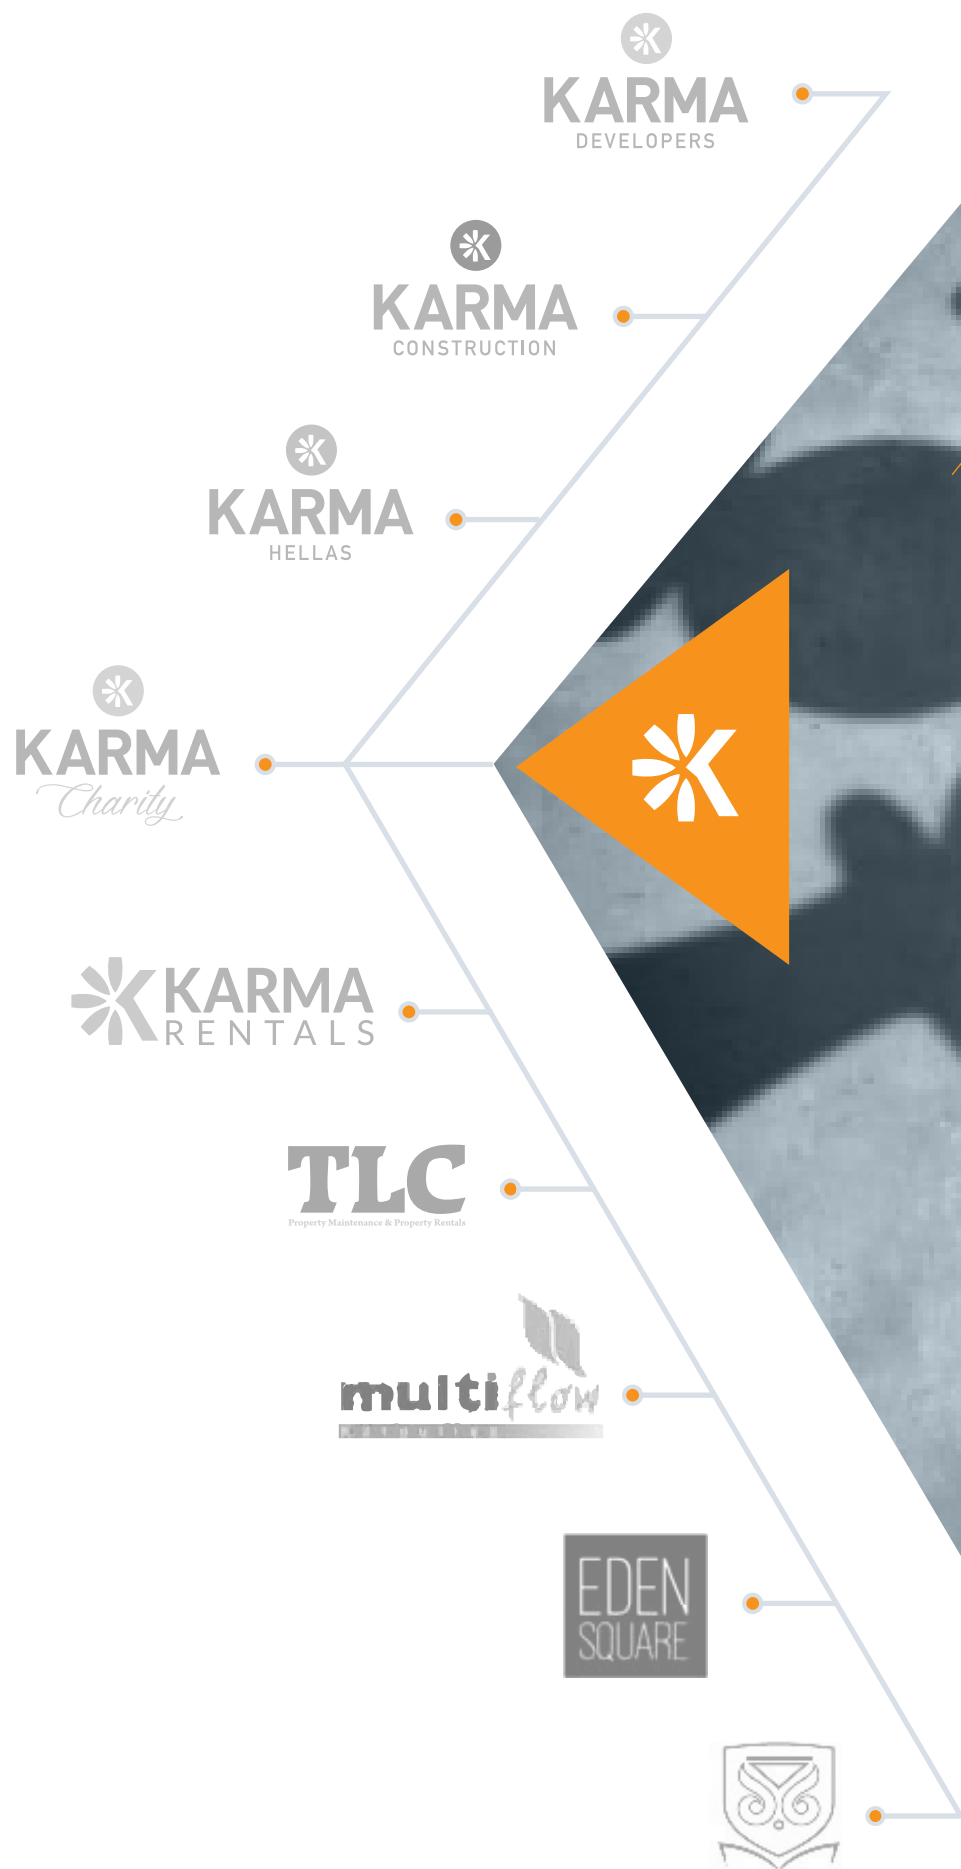 KARMA
DEVELOPERS
KARMA
CONSTRUCTION
KARMA
HELLAS
KARMA
Charity
KARMA
RENTALS
TLC
Property Maintenance & Property Rentals
multiflow
EDEN
SQUARE